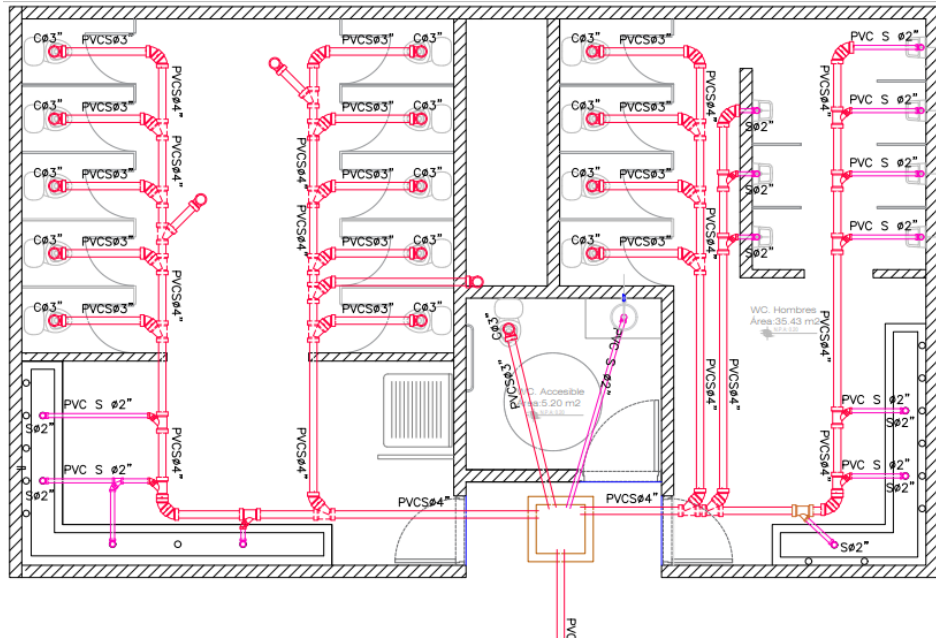 Cø3"
PVCSø3"
PVCSø3"
Cø3"
Cø3"
PVCSø3"
PVC S ø2"
PVCSø4"
PVCSø4"
PVCSø4"
Cø3"
PVCSø3"
PVCSø3"
Cø3"
Cø3"
PVCSø3"
PVC S ø2"
Sø2"
PVCSø4"
PVCSø4"
Cø3"
PVCSø3"
PVCSø3"
Cø3"
Cø3"
PVCSø3"
PVC S ø2"
Sø2"
Cø3"
PVCSø3"
PVCSø3"
Cø3"
Cø3"
PVCSø3"
PVCSø4"
PVC S ø2"
Sø2"
PVCSø4"
PVCSø4"
Cø3"
PVCSø3"
PVCSø3"
Cø3"
Cø3"
WC. Hombres
Área:35.43 m2
PVCSø4"
PVCSø3"
PVC S ø2"
WC. Accesible
Área:5.20 m2
PVCSø4"
PVCSø4"
PVC S ø2"
Sø2"
PVC S ø2"
Sø2"
PVCSø4"
PVCSø4"
PVCSø4"
PVC S ø2"
Sø2"
PVC S ø2"
Sø2"
PVCSø4"
PVCSø4"
Sø2"
PVC